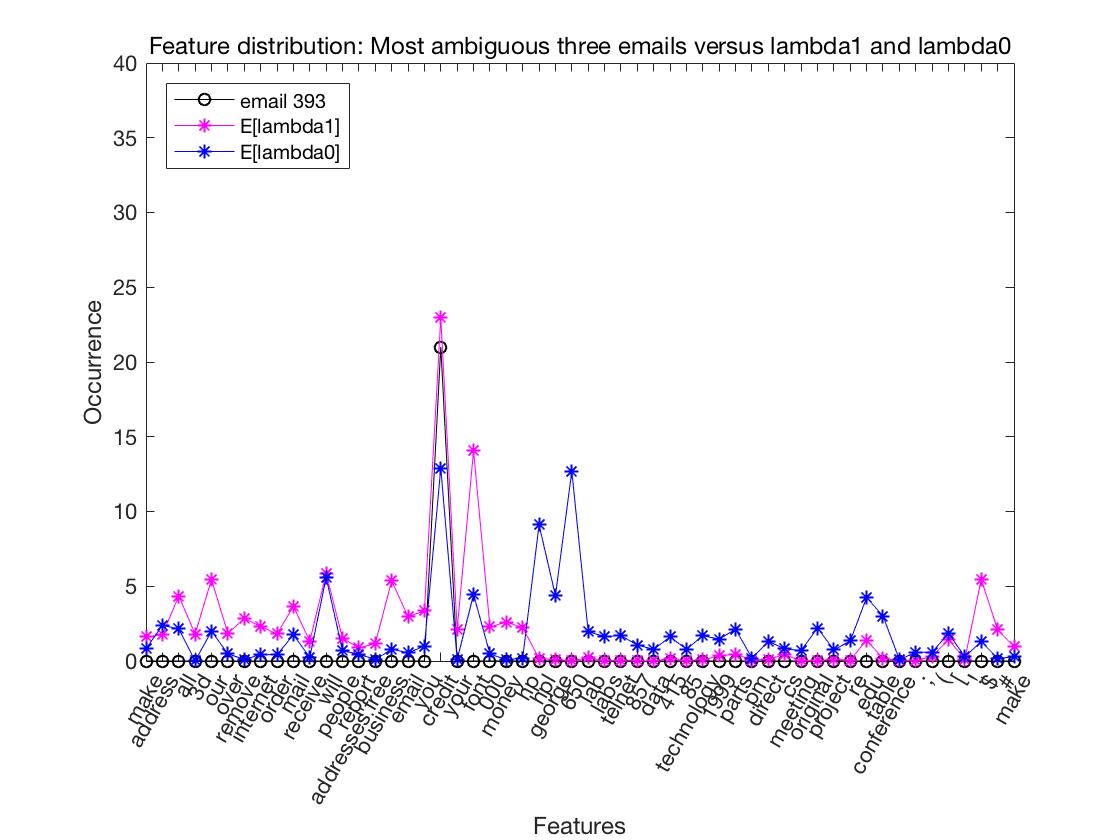 Feature distribution: Most ambiguous three emails versus lambda1 and lambda0
40
35
30
25
20
15
10
5
0
Occurrence
email 393
E[lambda1]
E[lambda0]
make
address
all
3d
our
over
remove
internet
order
mail
receive
will
people
report
addresses
free
business
email
you
credit
your
font
000
money
hp
hpl
george
650
lab
labs
telnet
857
data
415
85
technology
1999
parts
pm
direct
cs
meeting
original
project
re
edu
table
conference
;
(
[
!
$
#
make
Features